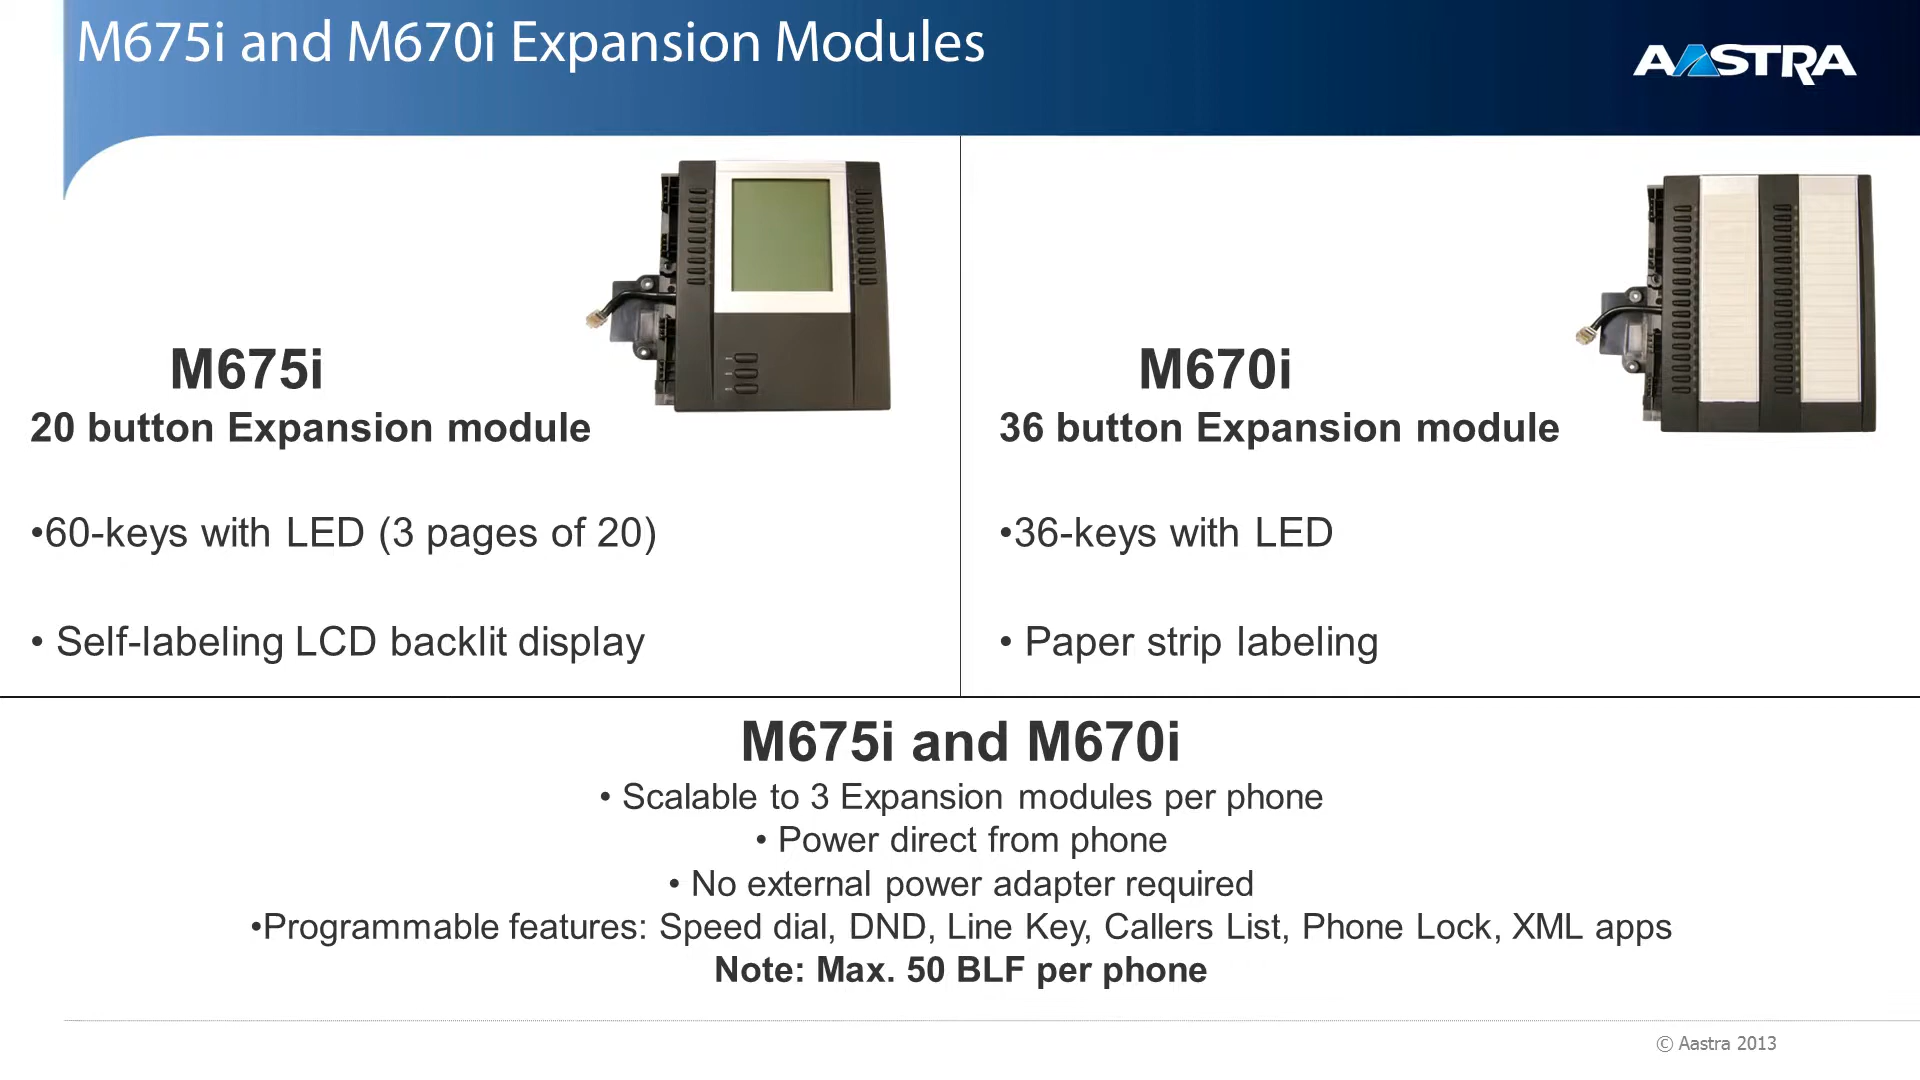 M675i and M670i Expansion Modules
AASTRA
M675i
20 button Expansion module
•60-keys with LED (3 pages of 20)
• Self-labeling LCD backlit display
M670i
36 button Expansion module
•36-keys with LED
• Paper strip labeling
M675i and M670i
• Scalable to 3 Expansion modules per phone
• Power direct from phone
• No external power adapter required
•Programmable features: Speed dial, DND, Line Key, Callers List, Phone Lock, XML apps
Note: Max. 50 BLF per phone
© Aastra 2013